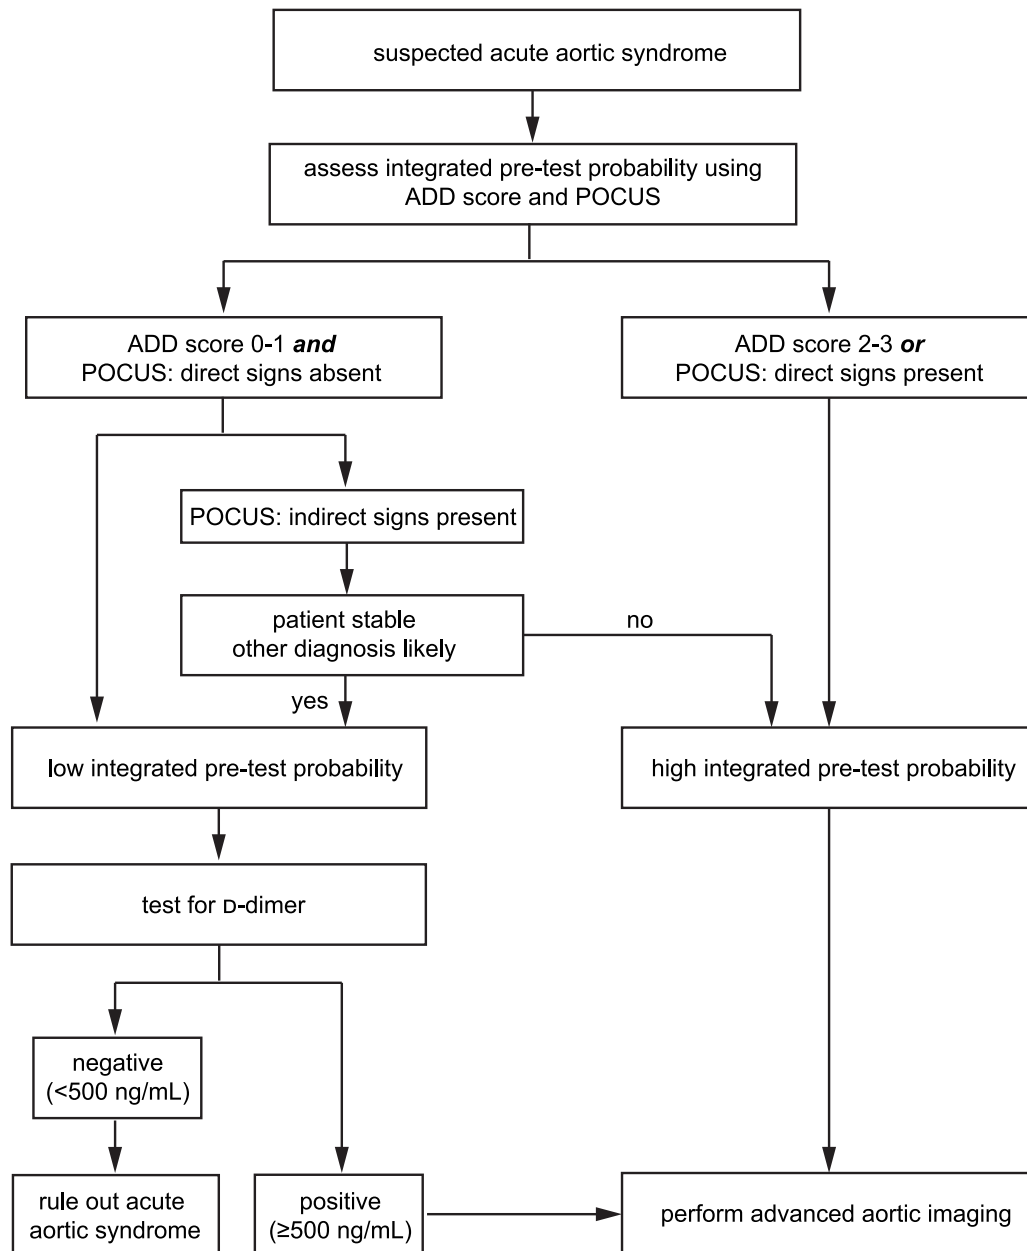 suspected acute aortic syndrome
assess integrated pre-test probability using
ADD score and POCUS
ADD score 0-1 and
POCUS: direct signs absent
ADD score 2-3 or
POCUS: direct signs present
POCUS: indirect signs present
patient stable
other diagnosis likely
no
yes
low integrated pre-test probability
high integrated pre-test probability
test for D-dimer
negative
(<500 ng/mL)
rule out acute
aortic syndrome
positive
(≥500 ng/mL)
perform advanced aortic imaging